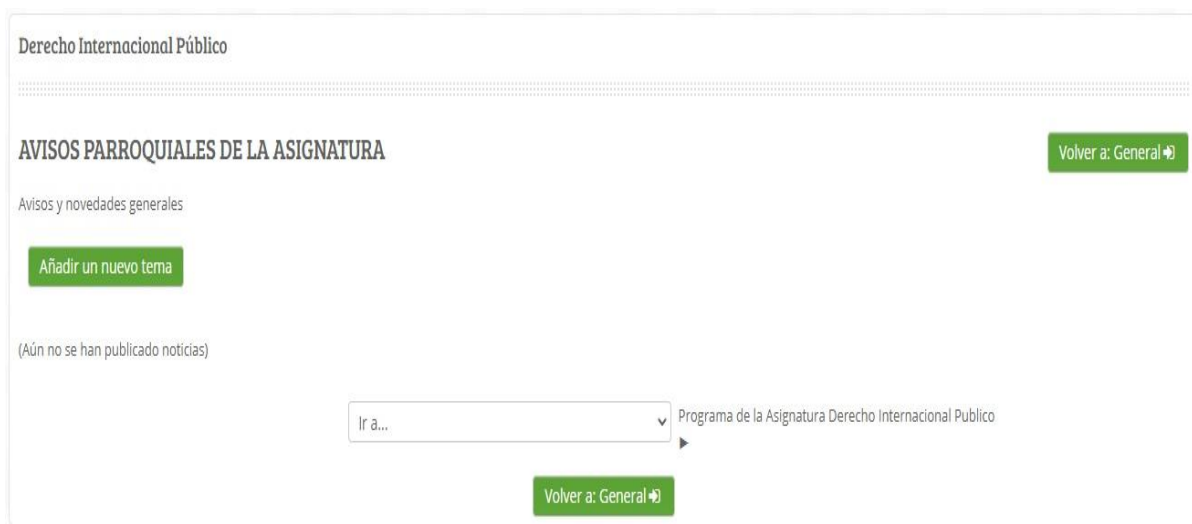 Derecho Internacional Público
AVISOS PARROQUIALES DE LA ASIGNATURA
Volver a: General
Avisos y novedades generales
Añadir un nuevo tema
(Aún no se han publicado noticias)
Ir a...
Programa de la Asignatura Derecho Internacional Publico
Volver a: General